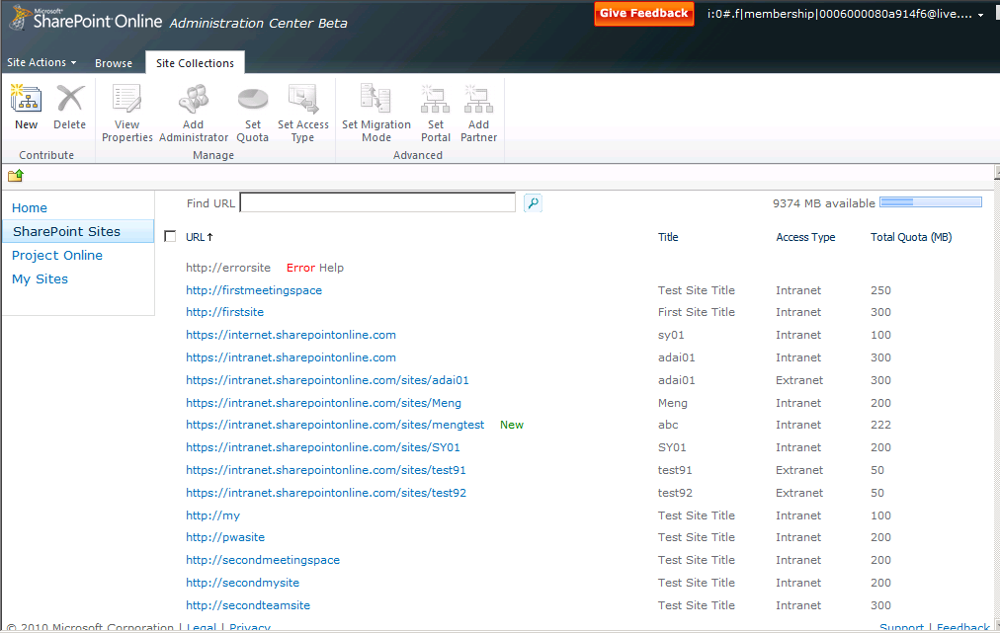 Microsoft®
SharePoint Online Administration Center Beta
Give Feedback
i:0#.f|membership|0006000080a914f6@live....
Site Actions Browse Site Collections
New Delete View Properties Add Administrator Set Quota Set Access Type Set Migration Mode Set Portal Add Partner
Contribute Manage Advanced
Home
SharePoint Sites
Project Online
My Sites
Find URL
9374 MB available
URL↑ Title Access Type Total Quota (MB)
http://errorsite Error Help
http://firstmeetingspace Test Site Title Intranet 250
http://firstsite First Site Title Intranet 300
https://internet.sharepointonline.com sy01 Intranet 100
https://intranet.sharepointonline.com adai01 Intranet 300
https://intranet.sharepointonline.com/sites/adai01 adai01 Extranet 300
https://intranet.sharepointonline.com/sites/Meng Meng Intranet 200
https://intranet.sharepointonline.com/sites/mengtest New abc Intranet 222
https://intranet.sharepointonline.com/sites/SY01 SY01 Intranet 200
https://intranet.sharepointonline.com/sites/test91 test91 Extranet 50
https://intranet.sharepointonline.com/sites/test92 test92 Extranet 50
http://my Test Site Title Intranet 100
http://pwasite Test Site Title Intranet 200
http://secondmeetingspace Test Site Title Intranet 200
http://secondmysite Test Site Title Intranet 200
http://secondteamsite Test Site Title Intranet 300
© 2010 Microsoft Corporation | Legal | Privacy Support | Feedback